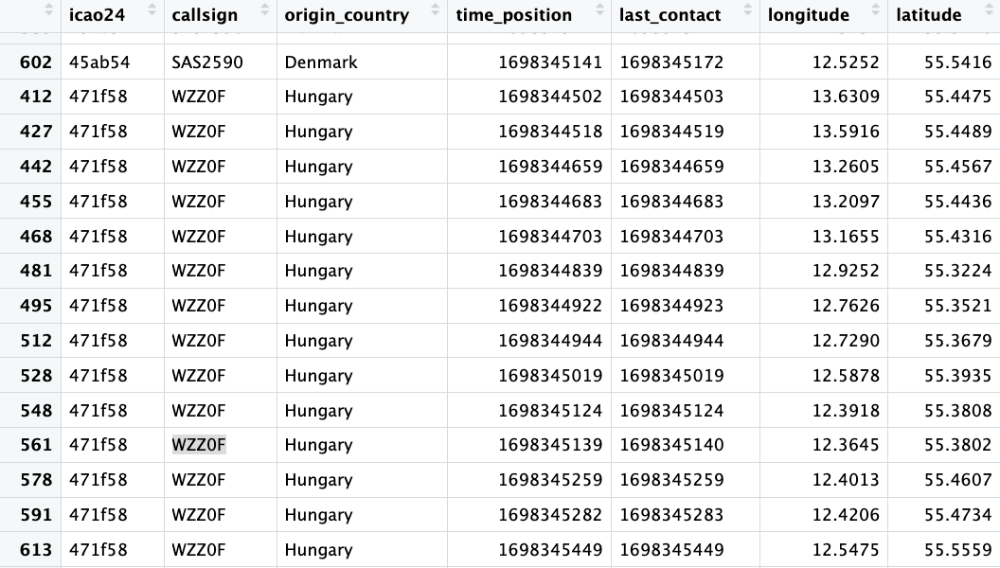 icao24 callsign origin_country time_position last_contact longitude latitude
602 45ab54 SAS2590 Denmark 1698345141 1698345172 12.5252 55.5416
412 471f58 WZZ0F Hungary 1698344502 1698344503 13.6309 55.4475
427 471f58 WZZ0F Hungary 1698344518 1698344519 13.5916 55.4489
442 471f58 WZZ0F Hungary 1698344659 1698344659 13.2605 55.4567
455 471f58 WZZ0F Hungary 1698344683 1698344683 13.2097 55.4436
468 471f58 WZZ0F Hungary 1698344703 1698344703 13.1655 55.4316
481 471f58 WZZ0F Hungary 1698344839 1698344839 12.9252 55.3224
495 471f58 WZZ0F Hungary 1698344922 1698344923 12.7626 55.3521
512 471f58 WZZ0F Hungary 1698344944 1698344944 12.7290 55.3679
528 471f58 WZZ0F Hungary 1698345019 1698345019 12.5878 55.3935
548 471f58 WZZ0F Hungary 1698345124 1698345124 12.3918 55.3808
561 471f58 WZZ0F Hungary 1698345139 1698345140 12.3645 55.3802
578 471f58 WZZ0F Hungary 1698345259 1698345259 12.4013 55.4607
591 471f58 WZZ0F Hungary 1698345282 1698345283 12.4206 55.4734
613 471f58 WZZ0F Hungary 1698345449 1698345449 12.5475 55.5559